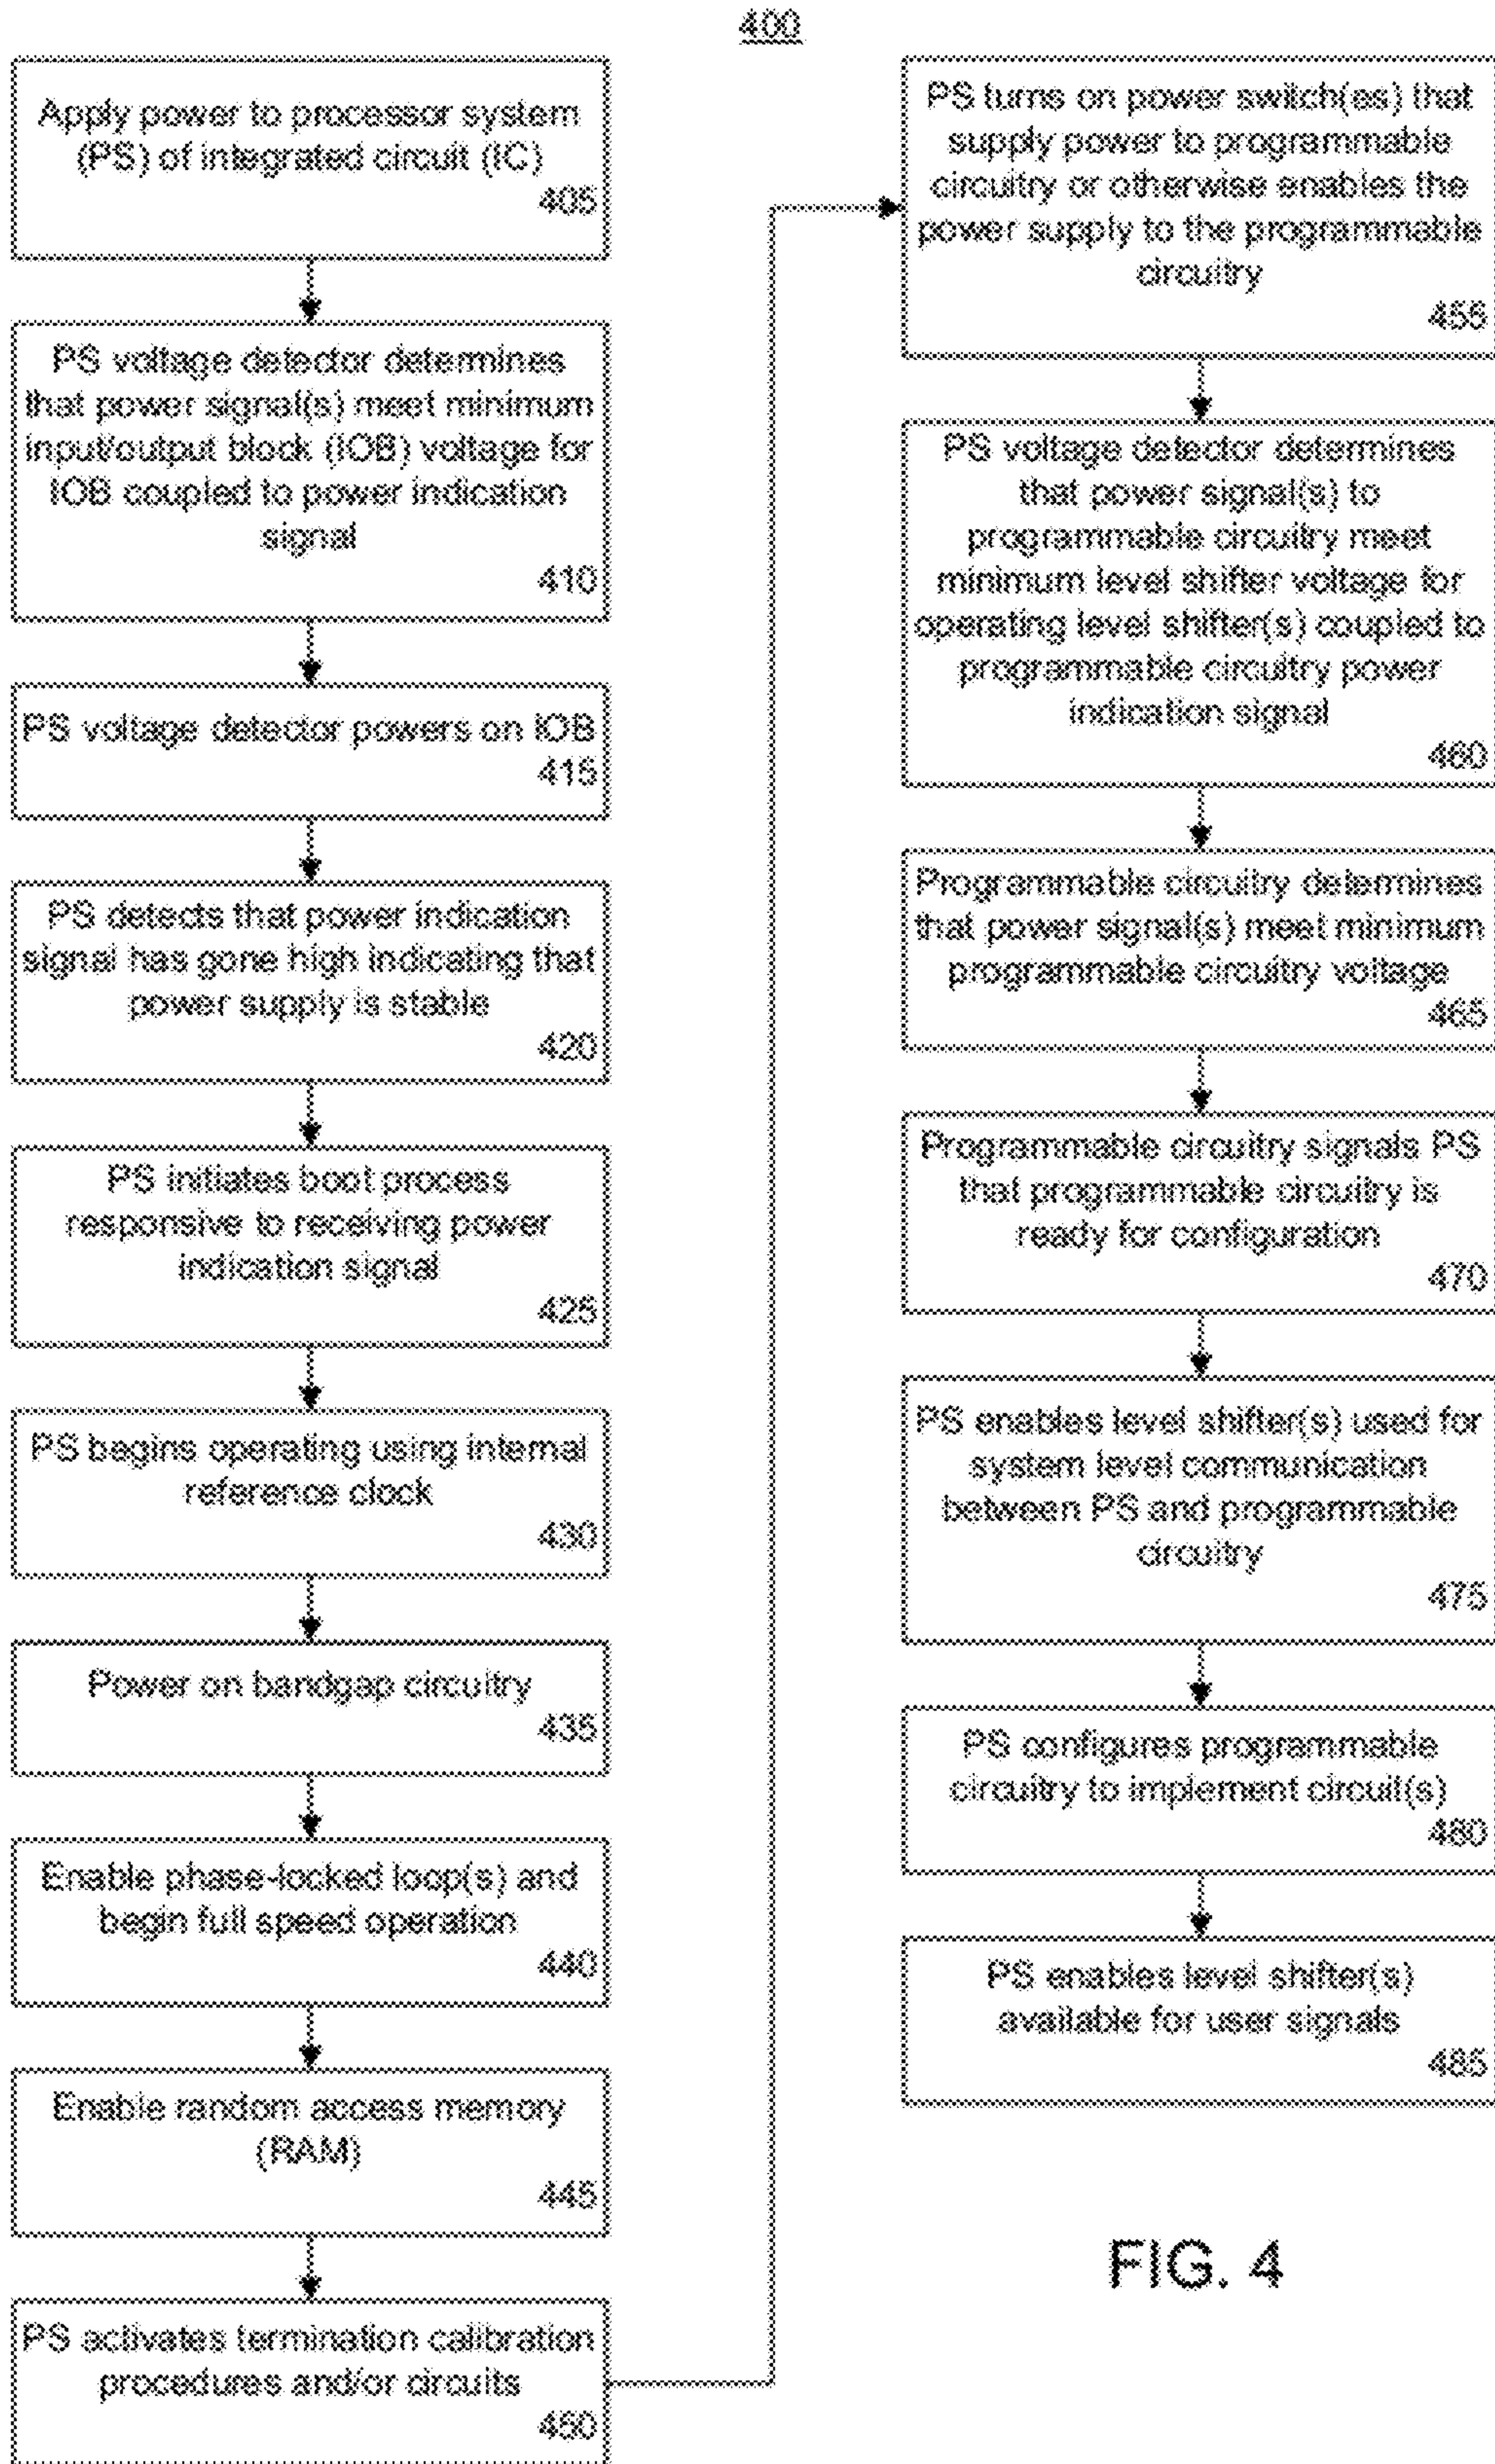 400
Apply power to processor system
(PS) of integrated circuit (IC)
405
PS voltage detector determines
that power signal(s) meet minimum
input/output block (IOB) voltage for
IOB coupled to power indication
signal
410
PS voltage detector powers on IOB
415
PS detects that power indication
signal has gone high indicating that
power supply is stable
420
PS initiates boot process
responsive to receiving power
indication signal
425
PS begins operating using internal
reference clock
430
Power on bandgap circuitry
435
Enable phase-locked loop(s) and
begin full speed operation
440
Enable random access memory
(RAM)
445
PS activates termination calibration
procedures and/or circuits
450
PS turns on power switch(es) that
supply power to programmable
circuitry or otherwise enables the
power supply to the programmable
circuitry
455
PS voltage detector determines
that power signal(s) to
programmable circuitry meet
minimum level shifter voltage for
operating level shifter(s) coupled to
programmable circuitry power
indication signal
460
Programmable circuitry determines
that power signal(s) meet minimum
programmable circuitry voltage
465
Programmable circuitry signals PS
that programmable circuitry is
ready for configuration
470
PS enables level shifter(s) used for
system level communication
between PS and programmable
circuitry
475
PS configures programmable
circuitry to implement circuit(s)
480
PS enables level shifter(s)
available for user signals
485
FIG. 4